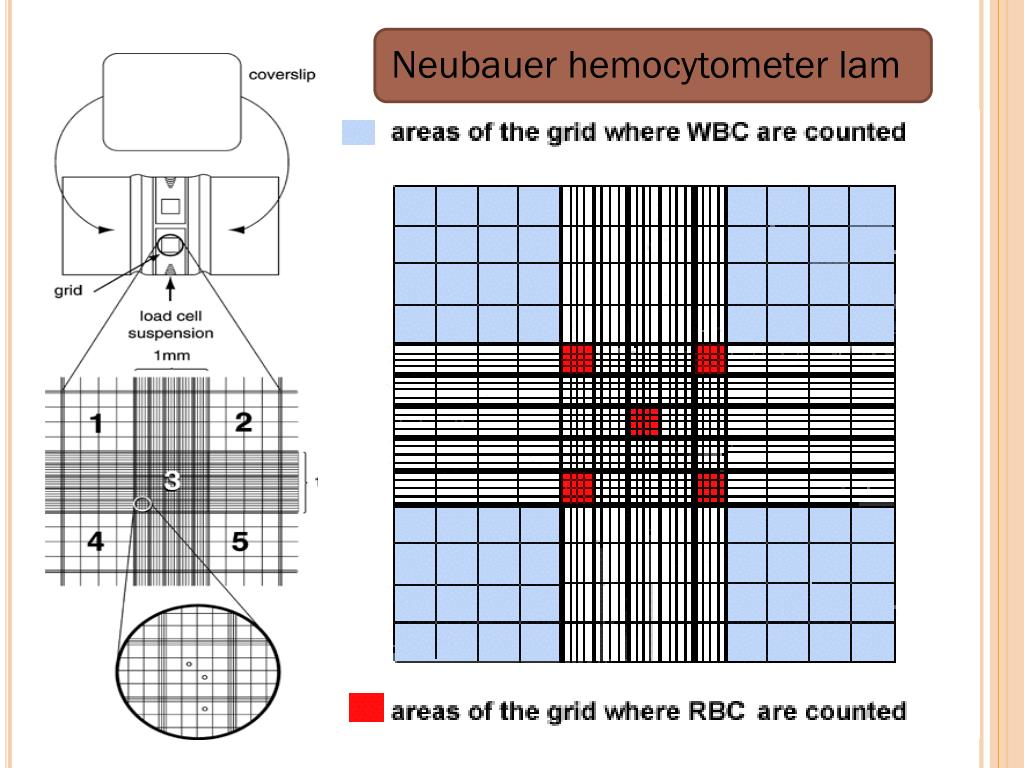 Neubauer hemocytometer lam
coverslip
areas of the grid where WBC are counted
grid
load cell
suspension
1mm
1
2
3
4
5
areas of the grid where RBC are counted